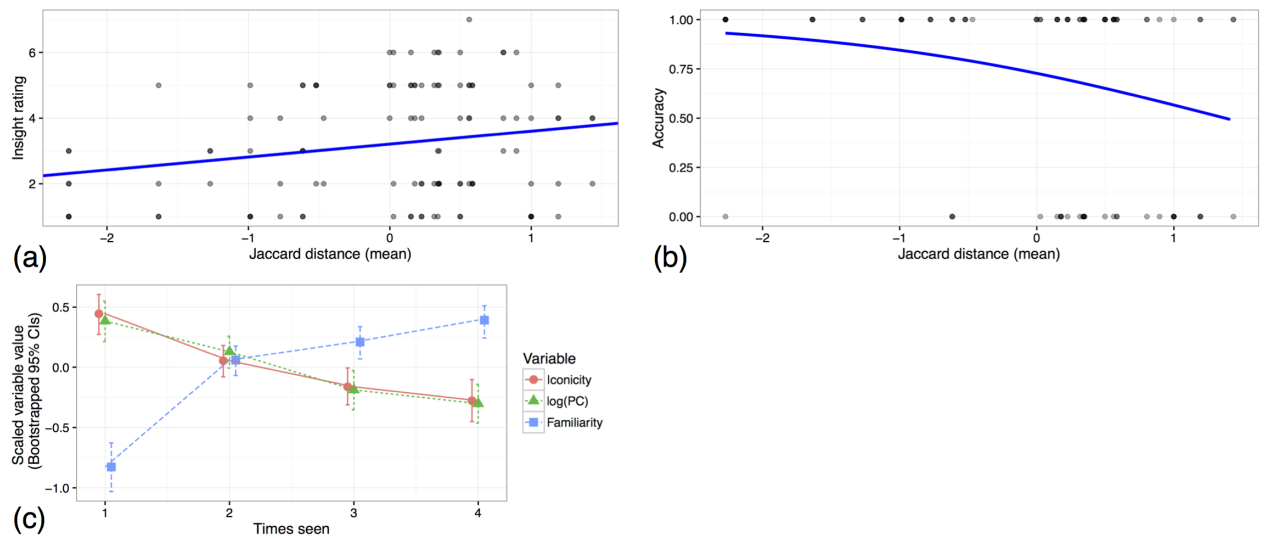 Insight rating
6
4
2
−2
−1
0
1
Jaccard distance (mean)
(a)
Accuracy
1.00
0.75
0.50
0.25
0.00
−2
−1
0
1
Jaccard distance (mean)
(b)
Scaled variable value
(Bootstrapped 95% CIs)
0.5
0.0
−0.5
−1.0
1
2
3
4
Times seen
(c)
Variable
Iconicity
log(PC)
Familiarity